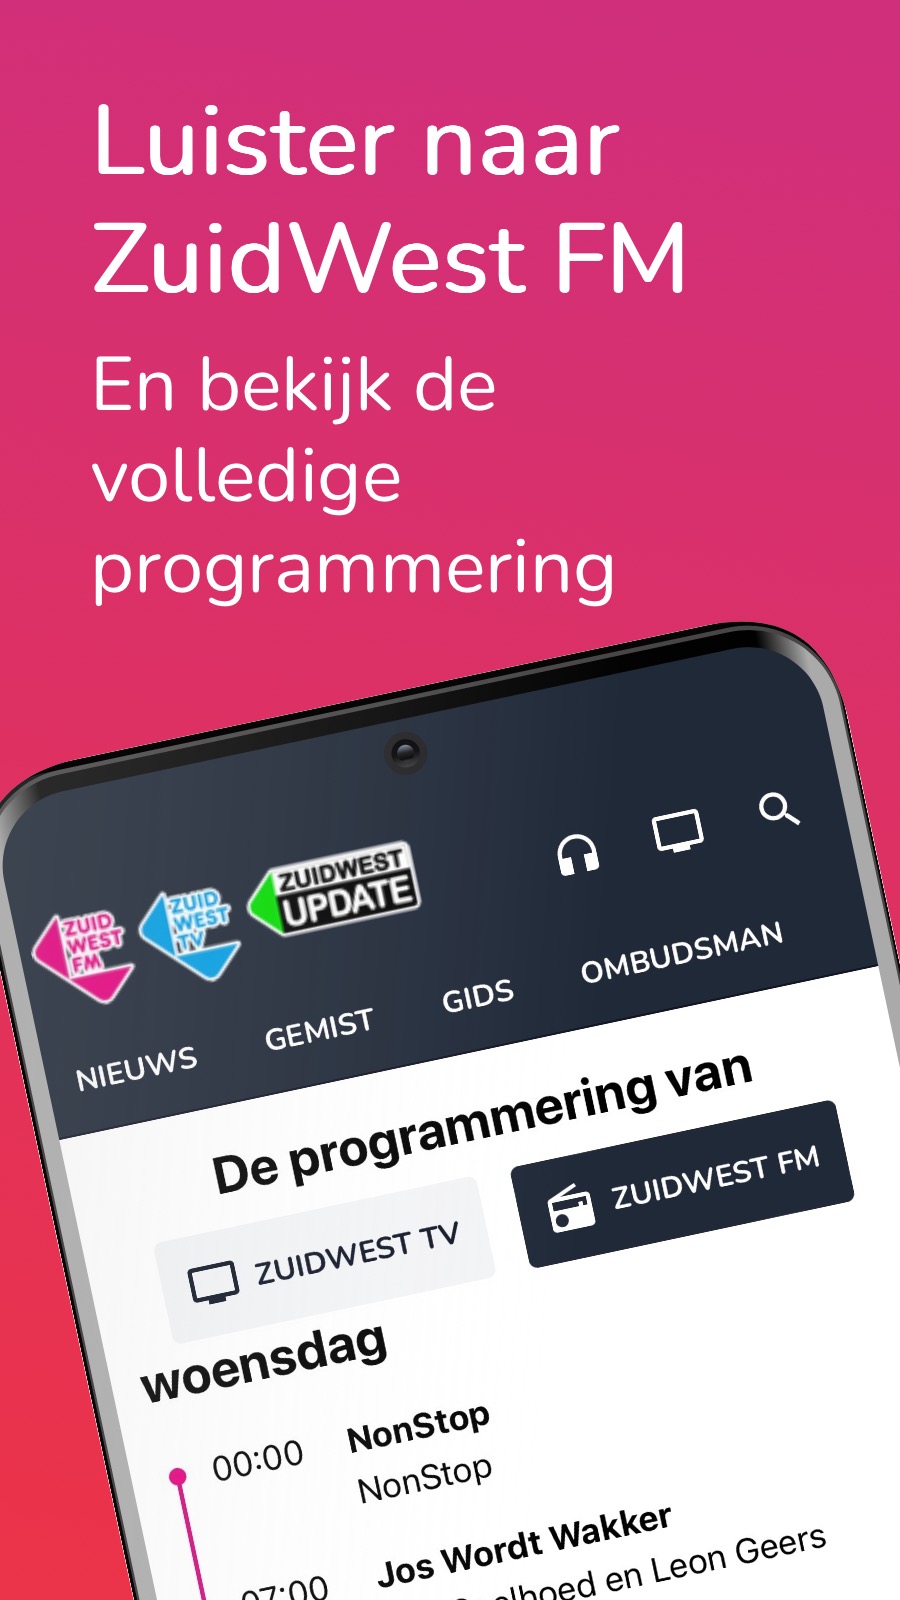 Luister naar
ZuidWest FM
En bekijk de
volledige
programmering
ZUID
WEST
FM
ZUID
WEST
TV
ZUIDWEST
UPDATE
NIEUWS GEMIST GIDS OMBUDSMAN
De programmering van
ZUIDWEST TV ZUIDWEST FM
woensdag
00:00 NonStop
NonStop
07:00 Jos Wordt Wakker
en Leon Geers